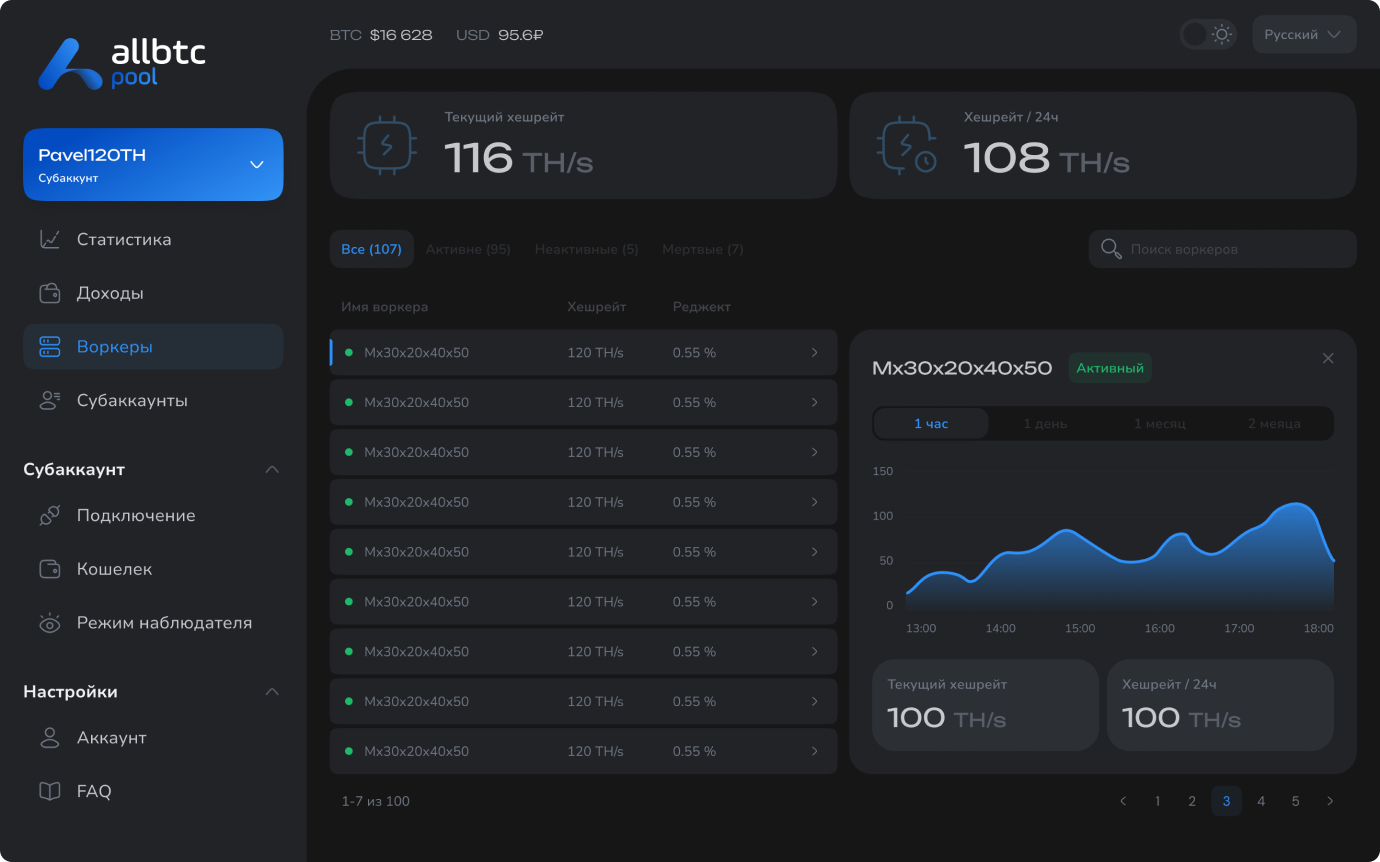 allbtc
pool
BTC $16 628 USD 95.6₽
Русский
Pavel120TH
Субаккунт
Статистика
Доходы
Воркеры
Субаккаунты
Субаккаунт
Подключение
Кошелек
Режим наблюдателя
Настройки
Аккаунт
FAQ
Текущий хешрейт
116 TH/s
Хешрейт / 24ч
108 TH/s
Все (107) Активне (95) Неактивные (5) Мертвые (7)
Поиск воркеров
Имя воркера Хешрейт Реджект
Mx30x20x40x50 120 TH/s 0.55 %
Mx30x20x40x50 120 TH/s 0.55 %
Mx30x20x40x50 120 TH/s 0.55 %
Mx30x20x40x50 120 TH/s 0.55 %
Mx30x20x40x50 120 TH/s 0.55 %
Mx30x20x40x50 120 TH/s 0.55 %
Mx30x20x40x50 120 TH/s 0.55 %
Mx30x20x40x50 120 TH/s 0.55 %
Mx30x20x40x50 120 TH/s 0.55 %
Mx30x20x40x50 Активный
1 час 1 день 1 месяц 2 меяца
150
100
50
0
13:00 14:00 15:00 16:00 17:00 18:00
Текущий хешрейт
100 TH/s
Хешрейт / 24ч
100 TH/s
1-7 из 100
1 2 3 4 5